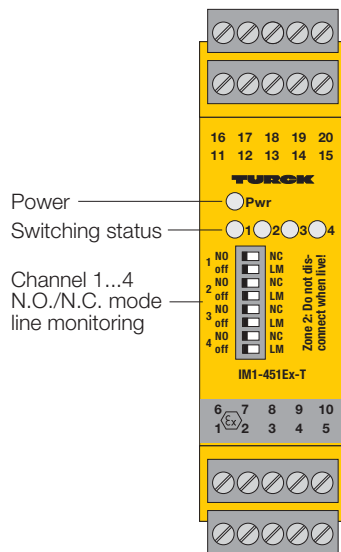 16 17 18 19 20
11 12 13 14 15
TURCK
Power
Pwr
Switching status
1 2 3 4
Channel 1...4
N.O./N.C. mode
line monitoring
1 NO NC
off LM
2 NO NC
off LM
3 NO NC
off LM
4 NO NC
off LM
Zone 2: Do not dis-
connect when live!
IM1-451Ex-T
6 7 8 9 10
Ex
1 2 3 4 5